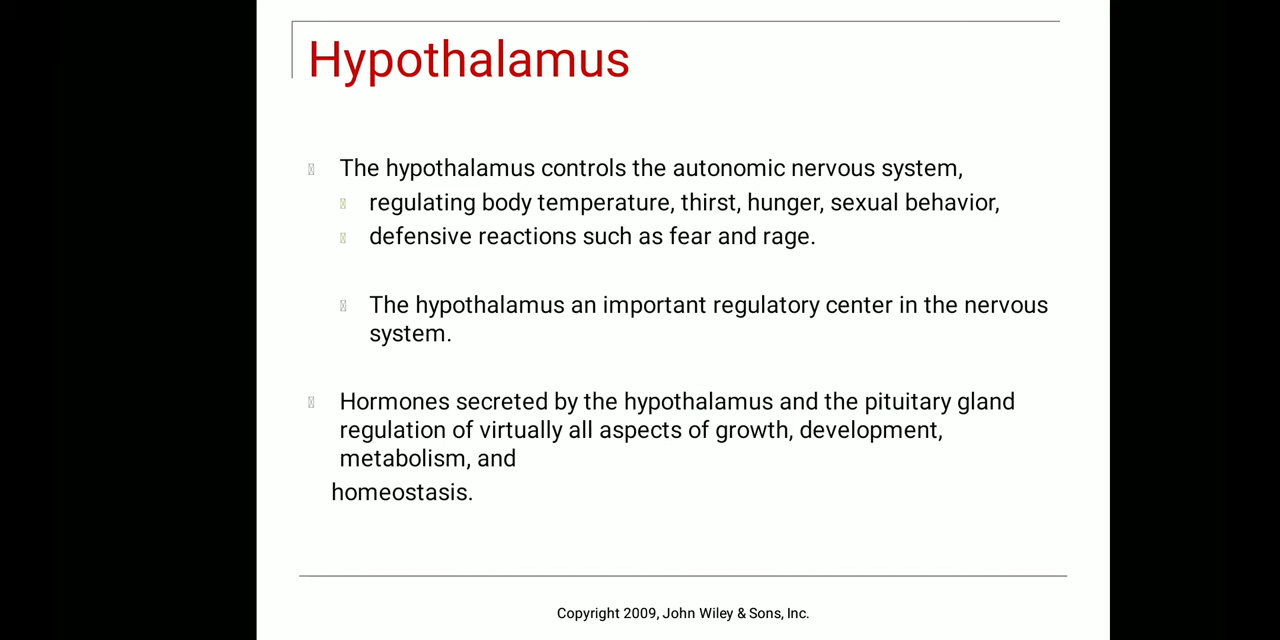 Hypothalamus
The hypothalamus controls the autonomic nervous system,
regulating body temperature, thirst, hunger, sexual behavior,
defensive reactions such as fear and rage.
The hypothalamus an important regulatory center in the nervous
system.
Hormones secreted by the hypothalamus and the pituitary gland
regulation of virtually all aspects of growth, development,
metabolism, and
homeostasis.
Copyright 2009, John Wiley & Sons, Inc.